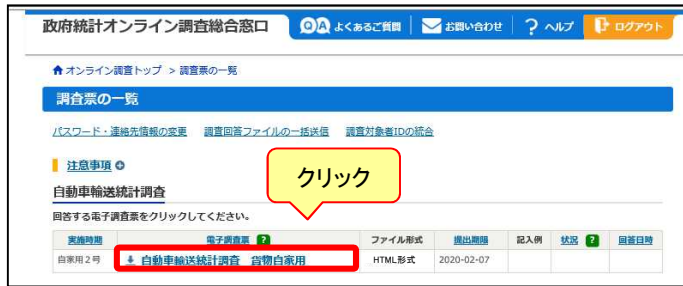 政府統計オンライン調査総合窓口 Q&A よくあるご質問 お問い合わせ ? ヘルプ ログアウト
オンライン調査トップ > 調査票の一覧
調査票の一覧
パスワード・連絡先情報の変更 調査回答ファイルの一括送信 調査対象者IDの統合
注意事項
クリック
自動車輸送統計調査
回答する電子調査票をクリックしてください。
実施時期 電子調査票 ? ファイル形式 提出期限 記入例 状況 ? 回答日時
自家用2号 自動車輸送統計調査 貨物自家用 HTML形式 2020-02-07